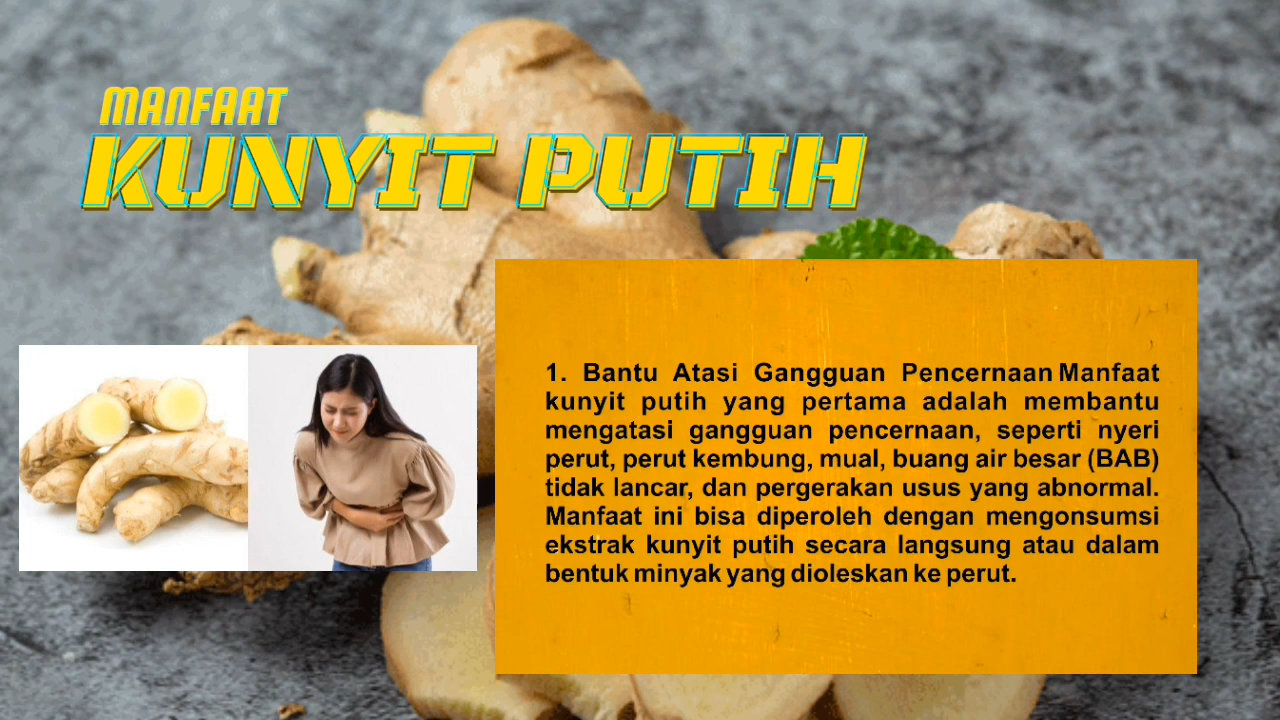 MANFAAT
KUNYIT PUTIH
1. Bantu Atasi Gangguan Pencernaan Manfaat
kunyit putih yang pertama adalah membantu
mengatasi gangguan pencernaan, seperti nyeri
perut, perut kembung, mual, buang air besar (BAB)
tidak lancar, dan pergerakan usus yang abnormal.
Manfaat ini bisa diperoleh dengan mengonsumsi
ekstrak kunyit putih secara langsung atau dalam
bentuk minyak yang dioleskan ke perut.